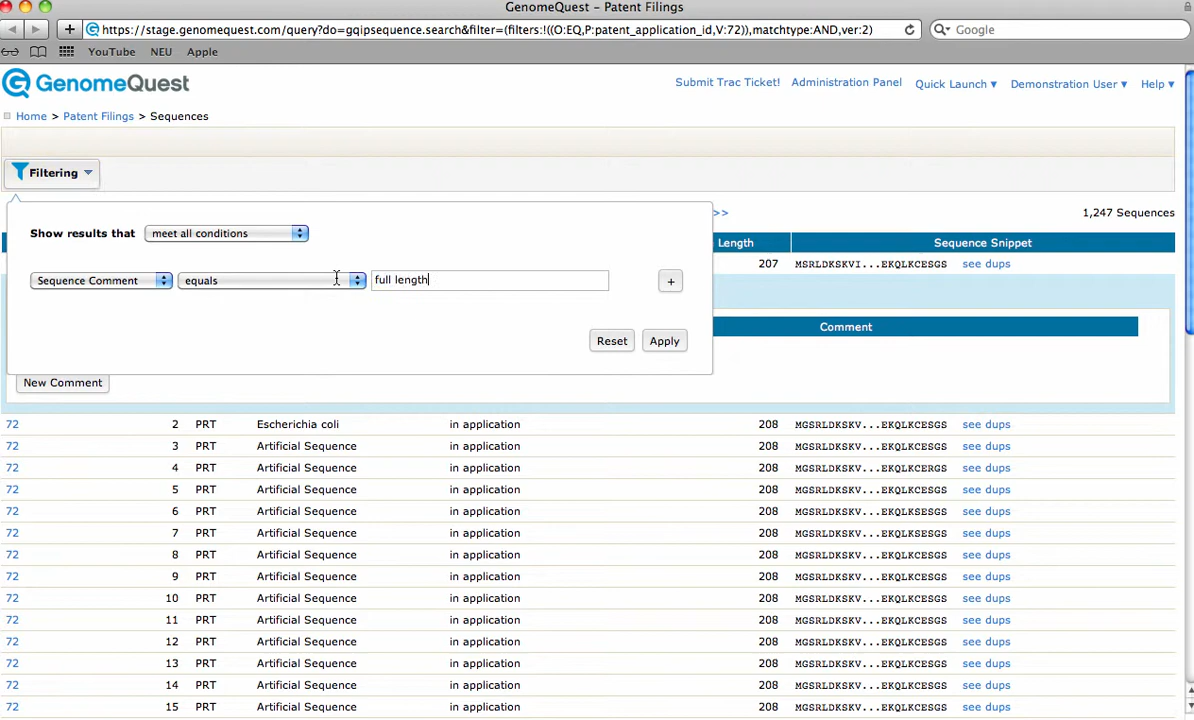 GenomeQuest - Patent Filings
https://stage.genomequest.com/query?do=gqipsequence.search&filter=(filters:!((O:EQ,P:patent_application_id,V:72)),matchtype:AND,ver:2)
Google
YouTube NEU Apple
GenomeQuest
Submit Trac Ticket! Administration Panel Quick Launch ▾ Demonstration User ▾ Help ▾
Home > Patent Filings > Sequences
Filtering
>> 1,247 Sequences
Show results that meet all conditions
Length Sequence Snippet
207 MSRLDKSKVI...EKQLKCESGS see dups
Sequence Comment equals full length +
Comment
Reset Apply
New Comment
72 2 PRT Escherichia coli in application 208 MGSRLDKSKV...EKQLKCESGS see dups
72 3 PRT Artificial Sequence in application 208 MGSRLDKSKV...EKQLKCESGS see dups
72 4 PRT Artificial Sequence in application 208 MGSRLDKSKV...EKQLKCERGS see dups
72 5 PRT Artificial Sequence in application 208 MGSRLDKSKV...EKQLKCESGS see dups
72 6 PRT Artificial Sequence in application 208 MGSRLDKSKV...EKQLKCESGS see dups
72 7 PRT Artificial Sequence in application 208 MGSRLDKSKV...EKQLKCESGS see dups
72 8 PRT Artificial Sequence in application 208 MGSRLDKSKV...EKQLKCESGS see dups
72 9 PRT Artificial Sequence in application 208 MGSRLDKSKV...EKQLKCESGS see dups
72 10 PRT Artificial Sequence in application 208 MGSRLDKSKV...EKQLKCESGS see dups
72 11 PRT Artificial Sequence in application 208 MGSRLDKSKV...EKQLKCESGS see dups
72 12 PRT Artificial Sequence in application 208 MGSRLDKSKV...EKQLKCESGS see dups
72 13 PRT Artificial Sequence in application 208 MGSRLDKSKV...EKQLKCESGS see dups
72 14 PRT Artificial Sequence in application 208 MGSRLDKSKV...EKQLKCESGS see dups
72 15 PRT Artificial Sequence in application 208 MGSRLDKSKV...EKQLKCESGS see dups